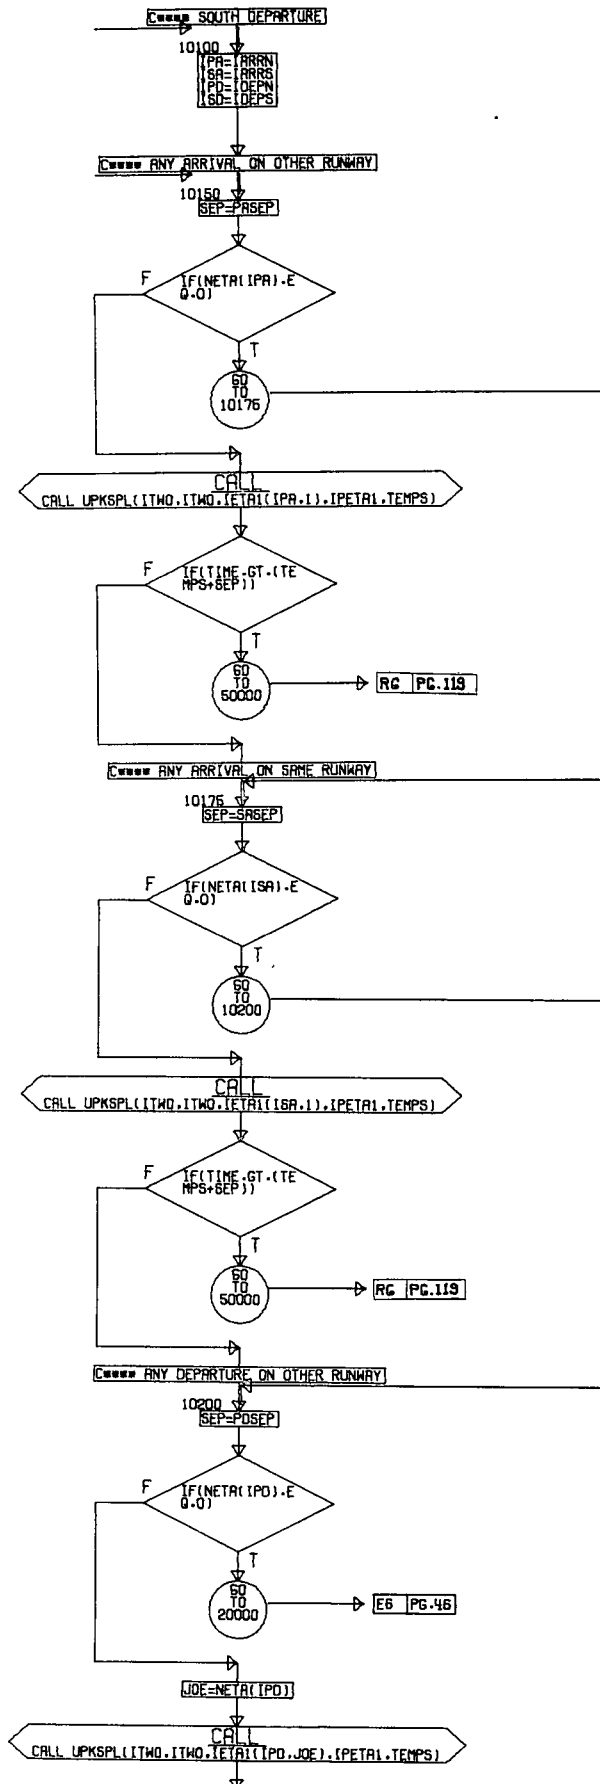 C**** SOUTH DEPARTURE
10100
IPA=IARRN
ISA=IARRS
IPD=IDEPN
ISD=IDEPS
C**** ANY ARRIVAL ON OTHER RUNWAY
10150
SEP=PASEP
F
IF(NETA(IPA).E
Q.0)
T
GO
TO
10175
CALL
CALL UPKSPL(ITWO.ITWO.IETA1(IPA.1).IPETA1.TEMPS)
F
IF(TIME.GT.(TE
MPS+SEP))
T
GO
TO
50000
RG PG.119
C**** ANY ARRIVAL ON SAME RUNWAY
10175
SEP=SASEP
F
IF(NETA(ISA).E
Q.0)
T
GO
TO
10200
CALL
CALL UPKSPL(ITWO.ITWO.IETA1(ISA.1).IPETA1.TEMPS)
F
IF(TIME.GT.(TE
MPS+SEP))
T
GO
TO
50000
RG PG.119
C**** ANY DEPARTURE ON OTHER RUNWAY
10200
SEP=PDSEP
F
IF(NETA(IPD).E
Q.0)
T
GO
TO
20000
E6 PG.46
JOE=NETA(IPD)
CALL
CALL UPKSPL(ITWO.ITWO.IETA1(IPD.JOE).IPETA1.TEMPS)